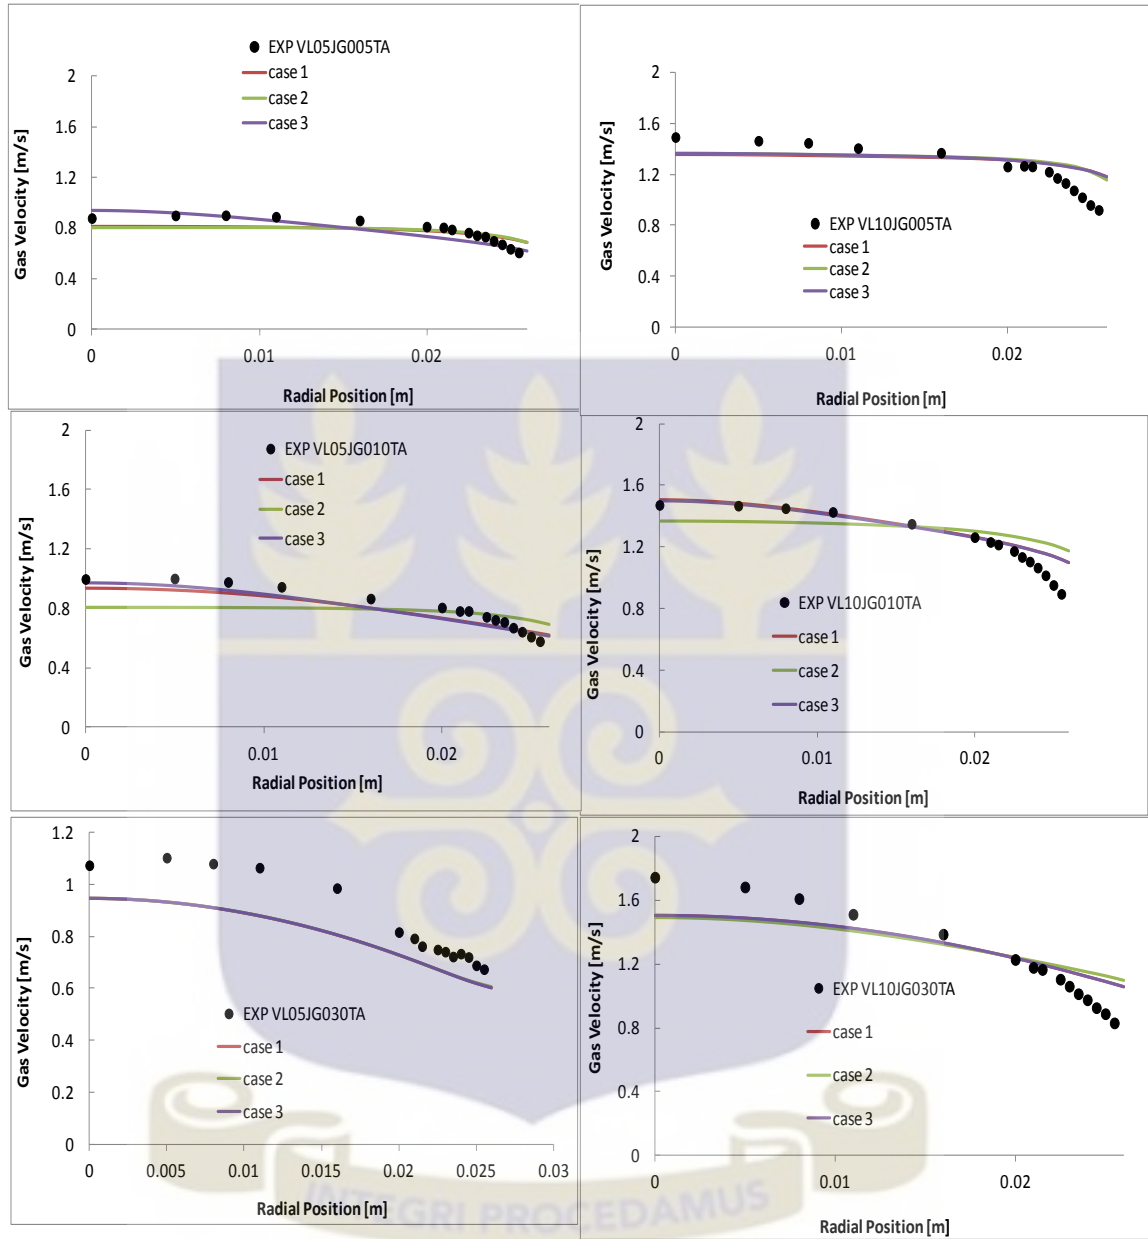 EXP VL05JG005TA
case 1
case 2
case 3
Gas Velocity [m/s]
2
1.6
1.2
0.8
0.4
0
0
0.01
0.02
Radial Position [m]
EXP VL10JG005TA
case 1
case 2
case 3
Gas Velocity [m/s]
2
1.6
1.2
0.8
0.4
0
0
0.01
0.02
Radial Position [m]
EXP VL05JG010TA
case 1
case 2
case 3
Gas Velocity [m/s]
2
1.6
1.2
0.8
0.4
0
0
0.01
0.02
Radial Position [m]
EXP VL10JG010TA
case 1
case 2
case 3
Gas Velocity [m/s]
2
1.6
1.2
0.8
0.4
0
0
0.01
0.02
Radial Position [m]
EXP VL05JG030TA
case 1
case 2
case 3
Gas Velocity [m/s]
1.2
1
0.8
0.6
0.4
0.2
0
0
0.005
0.01
0.015
0.02
0.025
0.03
Radial Position [m]
EXP VL10JG030TA
case 1
case 2
case 3
Gas Velocity [m/s]
2
1.6
1.2
0.8
0.4
0
0
0.01
0.02
Radial Position [m]
INTEGRI PROCEDAMUS